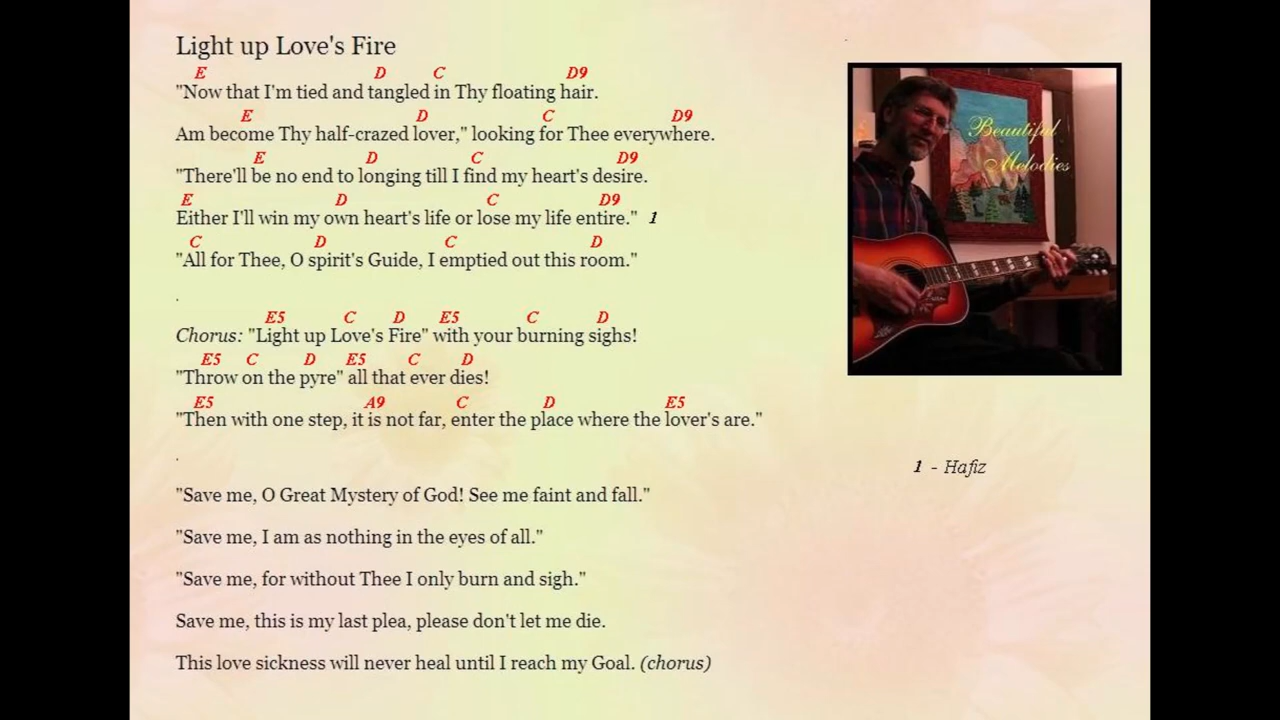 Light up Love's Fire
E D C D9
"Now that I'm tied and tangled in Thy floating hair.
E D C D9
Am become Thy half-crazed lover," looking for Thee everywhere.
E D C D9
"There'll be no end to longing till I find my heart's desire.
E D C D9
Either I'll win my own heart's life or lose my life entire." 1
C D C D
"All for Thee, O spirit's Guide, I emptied out this room."
.
E5 C D E5 C D
Chorus: "Light up Love's Fire" with your burning sighs!
E5 C D E5 C D
"Throw on the pyre" all that ever dies!
E5 A9 C D E5
"Then with one step, it is not far, enter the place where the lover's are."
.
"Save me, O Great Mystery of God! See me faint and fall."
"Save me, I am as nothing in the eyes of all."
"Save me, for without Thee I only burn and sigh."
Save me, this is my last plea, please don't let me die.
This love sickness will never heal until I reach my Goal. (chorus)
Beautiful
Melodies
1 - Hafiz